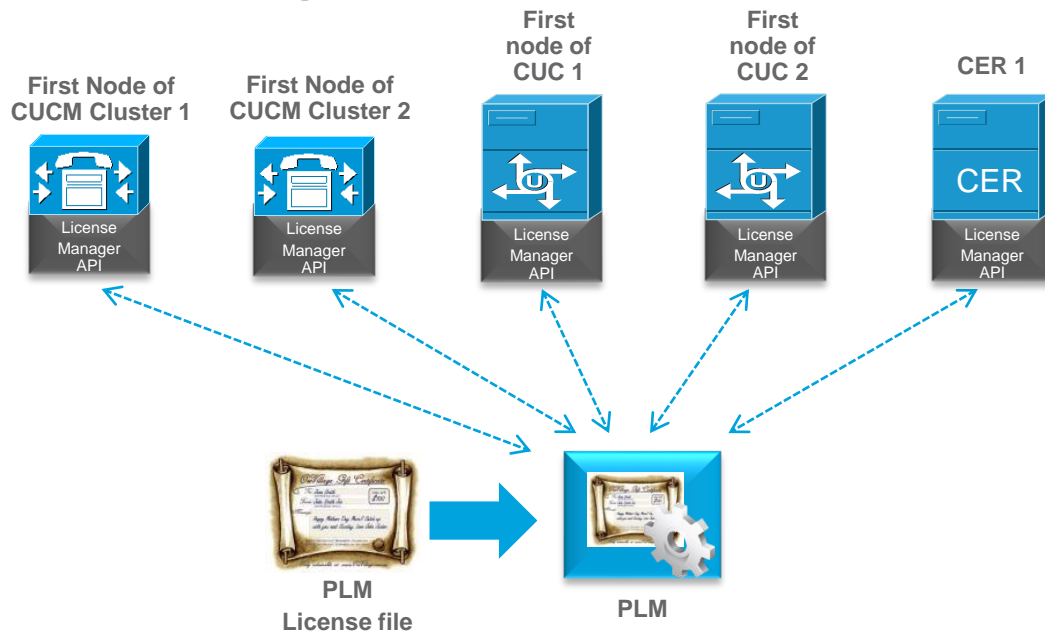 First Node of
CUCM Cluster 1
First Node of
CUCM Cluster 2
First
node of
CUC 1
First
node of
CUC 2
CER 1
U
U
CER
License
Manager
API
License
Manager
API
License
Manager
API
License
Manager
API
License
Manager
API
PLM
License file
PLM